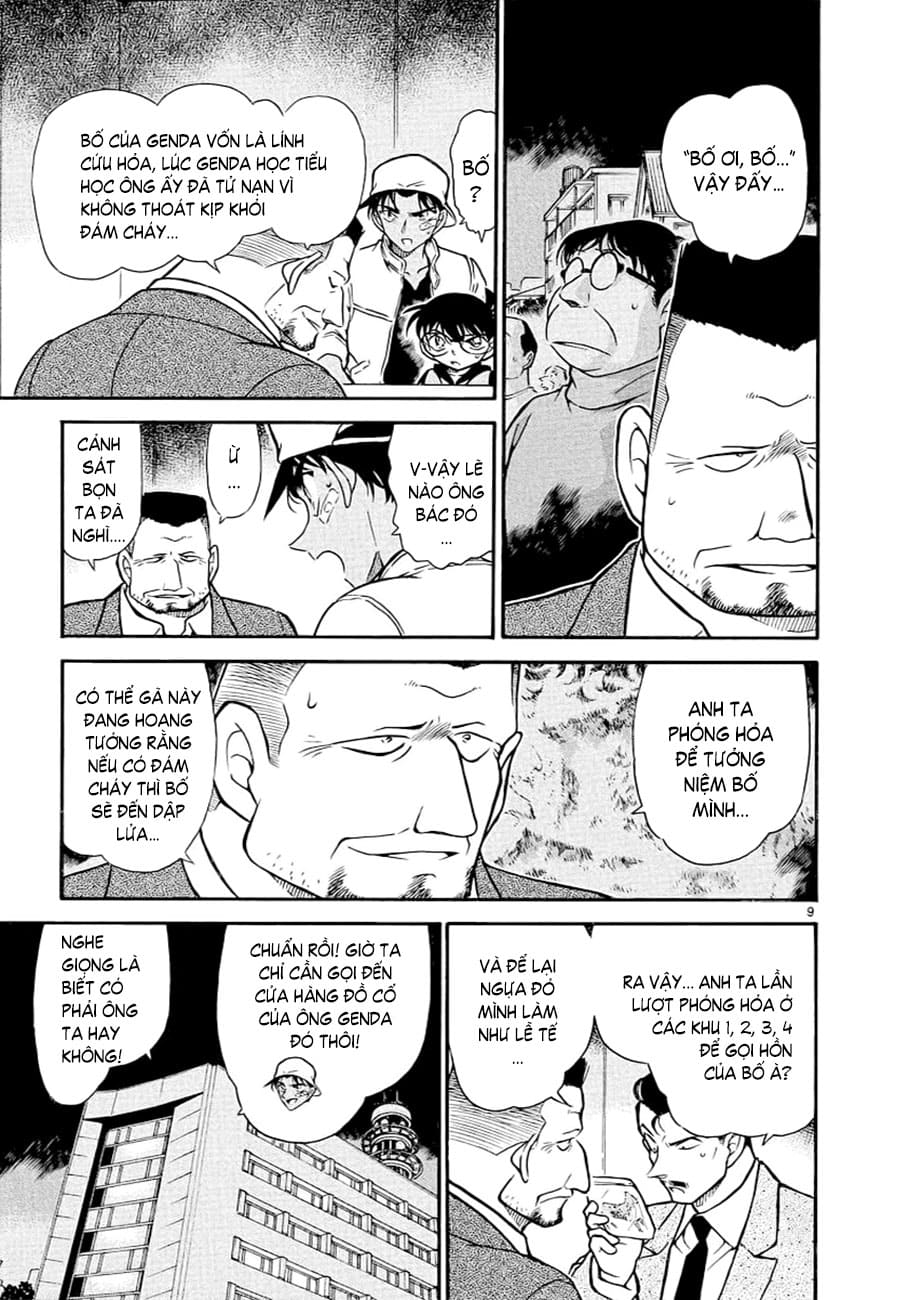 "BỐ ƠI, BỐ..."
VẬY ĐẤY...
BỐ
?
BỐ CỦA GENDA VỐN LÀ LÍNH
CỨU HỎA, LÚC GENDA HỌC TIỂU
HỌC ÔNG ẤY ĐÃ TỬ NẠN VÌ
KHÔNG THOÁT KỊP KHỎI
ĐÁM CHÁY...
V-VẬY LẼ
NÀO ÔNG
BÁC ĐÓ
...
Ừ
...
CẢNH
SÁT
BỌN
TA ĐÃ
NGHĨ....
ANH TA
PHÓNG HỎA
ĐỂ TƯỞNG
NIỆM BỐ
MÌNH...
CÓ THỂ GÃ NÀY
ĐANG HOANG
TƯỞNG RẰNG
NẾU CÓ ĐÁM
CHÁY THÌ BỐ
SẼ ĐẾN DẬP
LỬA...
9
RA VẬY... ANH TA LẦN
LƯỢT PHÓNG HỎA Ở
CÁC KHU 1, 2, 3, 4
ĐỂ GỌI HỒN
CỦA BỐ À?
VÀ ĐỂ LẠI
NGỰA ĐỎ
MÌNH LÀM
NHƯ LỄ TẾ
...
CHUẨN RỒI! GIỜ TA
CHỈ CẦN GỌI ĐẾN
CỬA HÀNG ĐỒ CỔ
CỦA ÔNG GENDA
ĐÓ THÔI!
NGHE
GIỌNG LÀ
BIẾT CÓ
PHẢI ÔNG
TA HAY
KHÔNG!